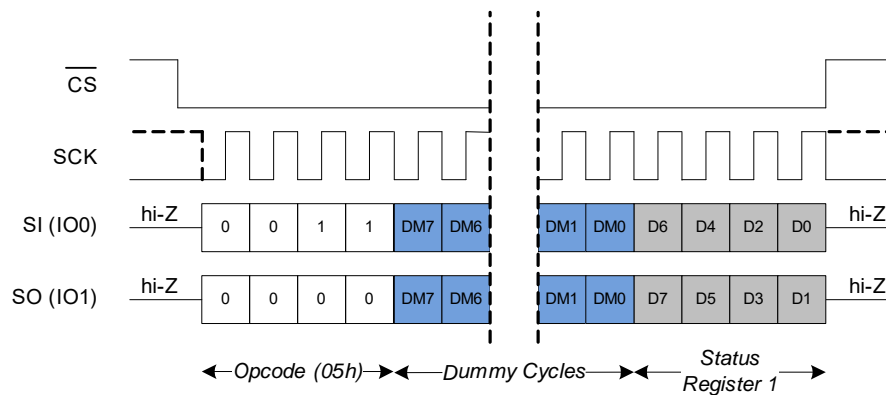 CS
SCK
SI (IO0) hi-Z 0 0 1 1 DM7 DM6 DM1 DM0 D6 D4 D2 D0 hi-Z
SO (IO1) hi-Z 0 0 0 0 DM7 DM6 DM1 DM0 D7 D5 D3 D1 hi-Z
Opcode (05h) Dummy Cycles Status
Register 1